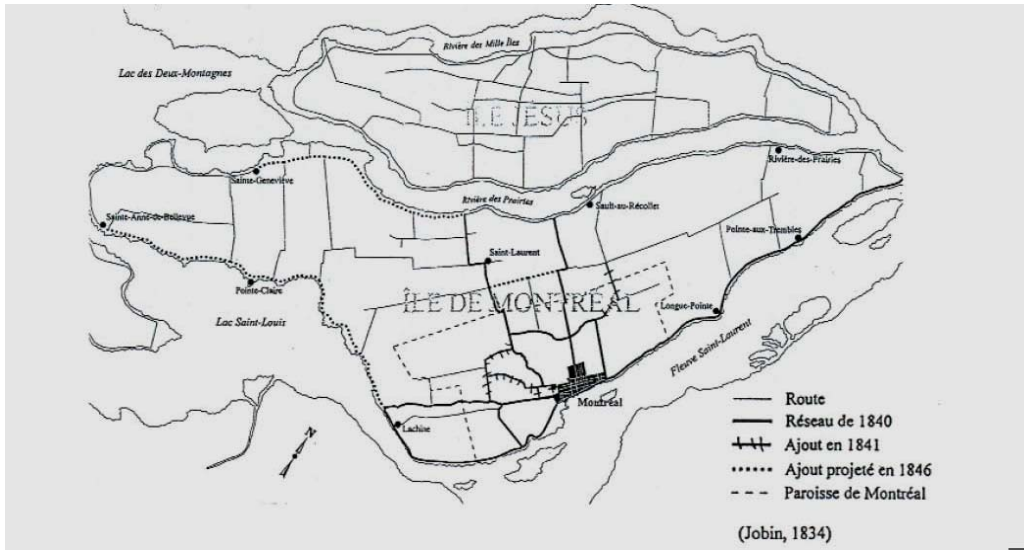 Rivière des Mille Îles
Lac des Deux-Montagnes
ÎLE JÉSUS
Rivière-des-Prairies
Sainte-Geneviève
Rivière des Prairies
Sault-au-Récollet
Sainte-Anne-de-Bellevue
Pointe-aux-Trembles
Saint-Laurent
Pointe-Claire
ÎLE DE MONTRÉAL
Longue-Pointe
Lac Saint-Louis
Fleuve Saint-Laurent
Montréal
Lachine
N
Route
Réseau de 1840
Ajout en 1841
Ajout projeté en 1846
Paroisse de Montréal
(Jobin, 1834)